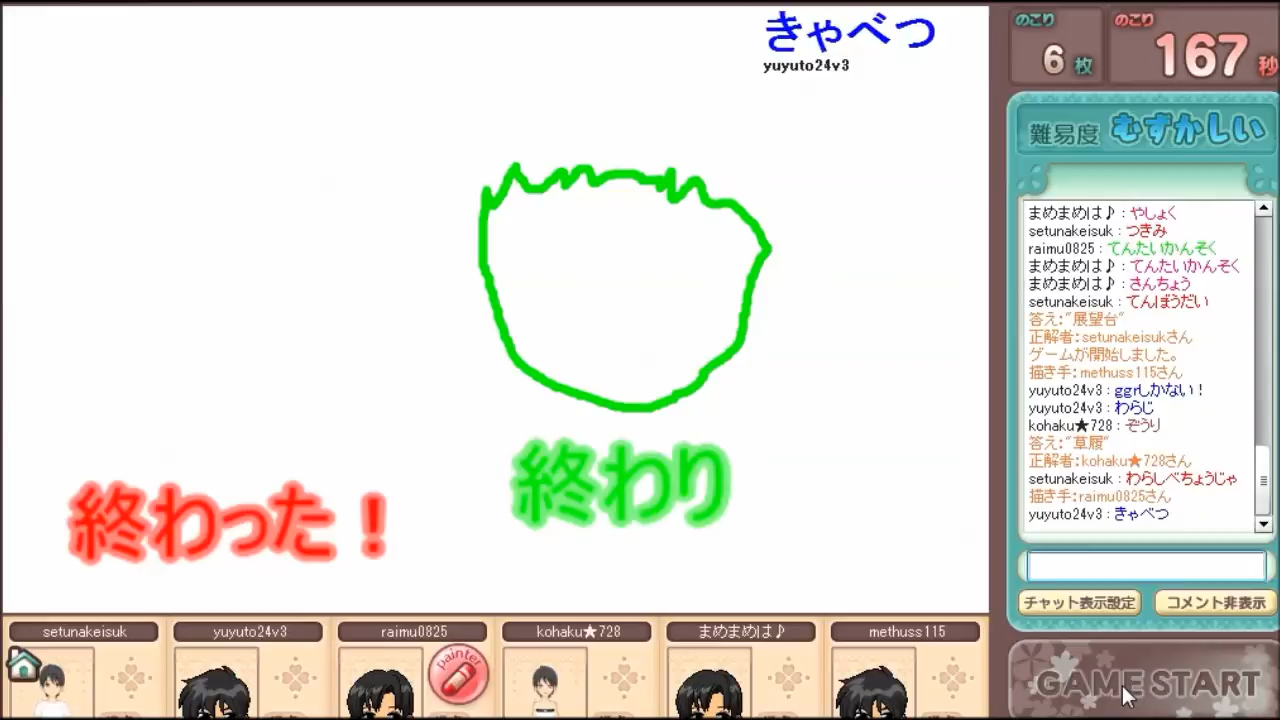 きゃべつ
yuyuto24v3
のこり
6 枚
のこり
167 秒
難易度 むずかしい
まめまめは♪ : やしょく
setunakeisuk : つきみ
raimu0825 : てんたいかんそく
まめまめは♪ : てんたいかんそく
まめまめは♪ : さんちょう
setunakeisuk : てんぼうだい
答え:"展望台"
正解者:setunakeisukさん
ゲームが開始しました。
描き手:methuss115さん
yuyuto24v3 : ggrしかない!
yuyuto24v3 : わらじ
kohaku★728 : ぞうり
答え:"草履"
正解者:kohaku★728さん
setunakeisuk : わらしべちょうじゃ
描き手:raimu0825さん
yuyuto24v3 : きゃべつ
終わり
終わった!
チャット表示設定
コメント非表示
setunakeisuk
yuyuto24v3
raimu0825
kohaku★728
まめまめは♪
methuss115
painter
GAME START